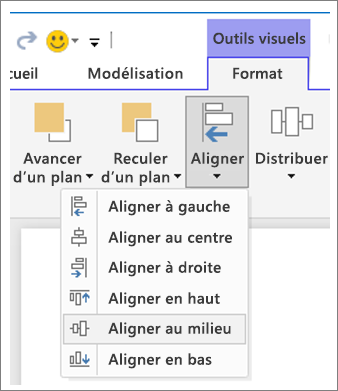 Outils visuels
cueil Modélisation Format
Avancer Reculer Aligner Distribuer
d'un plan d'un plan
Aligner à gauche
Aligner au centre
Aligner à droite
Aligner en haut
Aligner au milieu
Aligner en bas